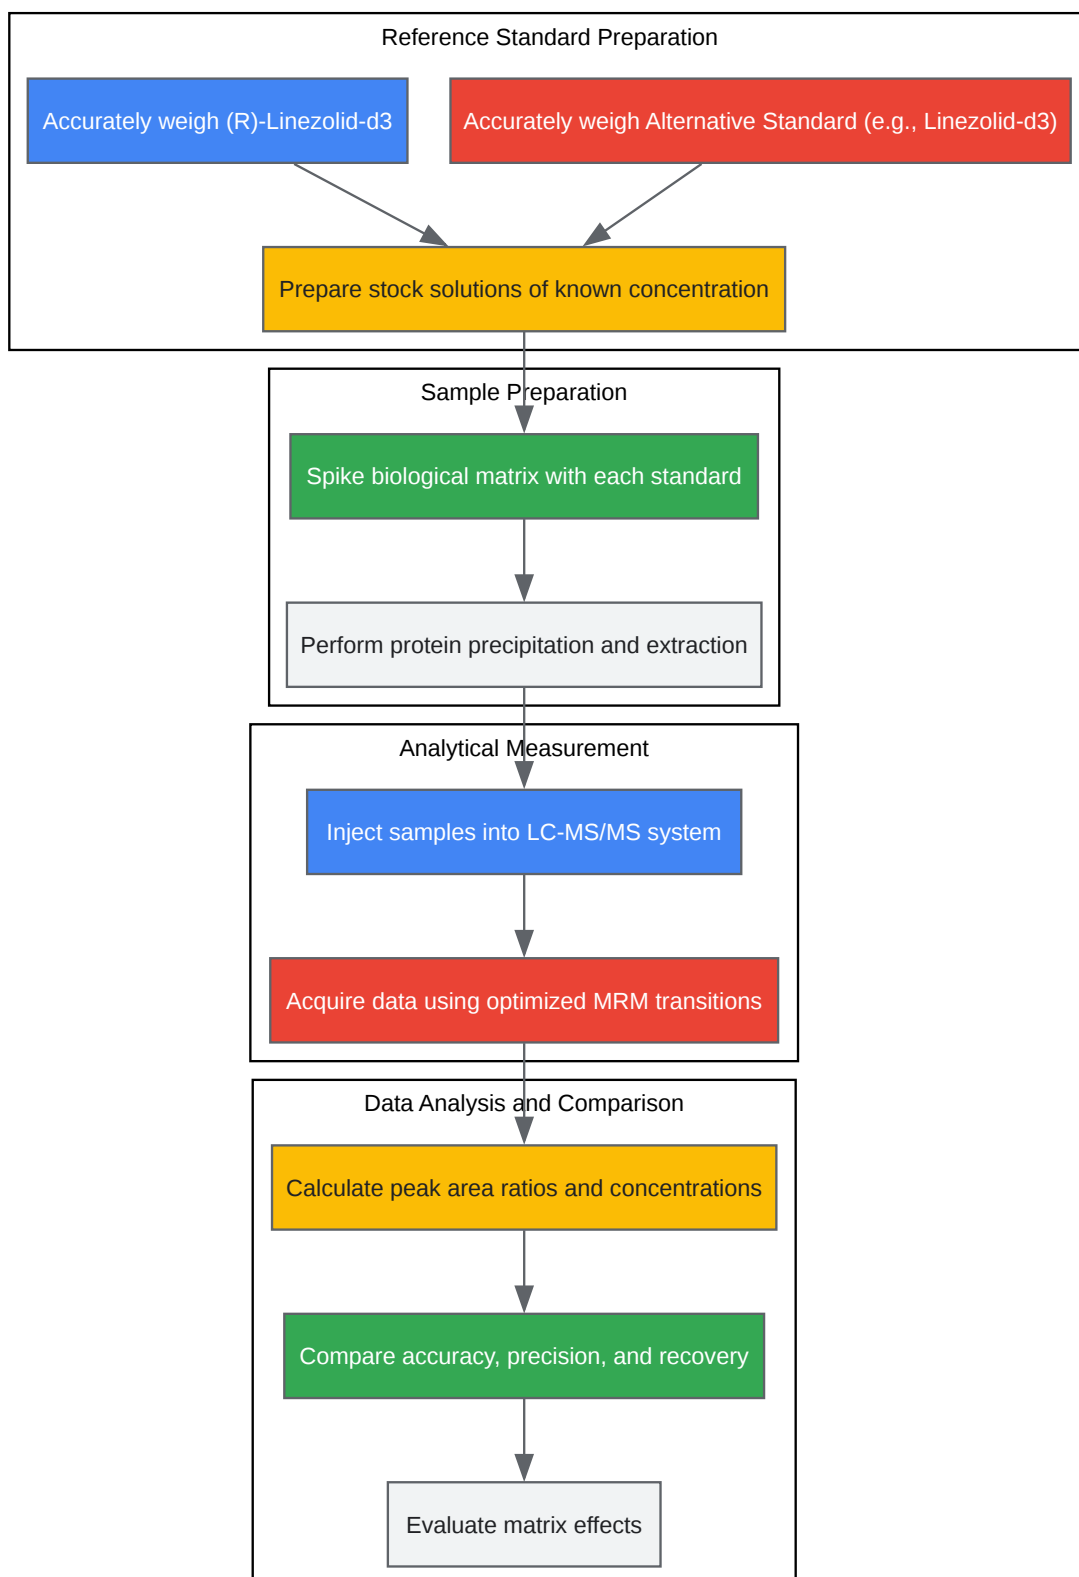 Reference Standard Preparation
Accurately weigh (R)-Linezolid-d3
Accurately weigh Alternative Standard (e.g., Linezolid-d3)
Prepare stock solutions of known concentration
Sample Preparation
Spike biological matrix with each standard
Perform protein precipitation and extraction
Analytical Measurement
Inject samples into LC-MS/MS system
Acquire data using optimized MRM transitions
Data Analysis and Comparison
Calculate peak area ratios and concentrations
Compare accuracy, precision, and recovery
Evaluate matrix effects